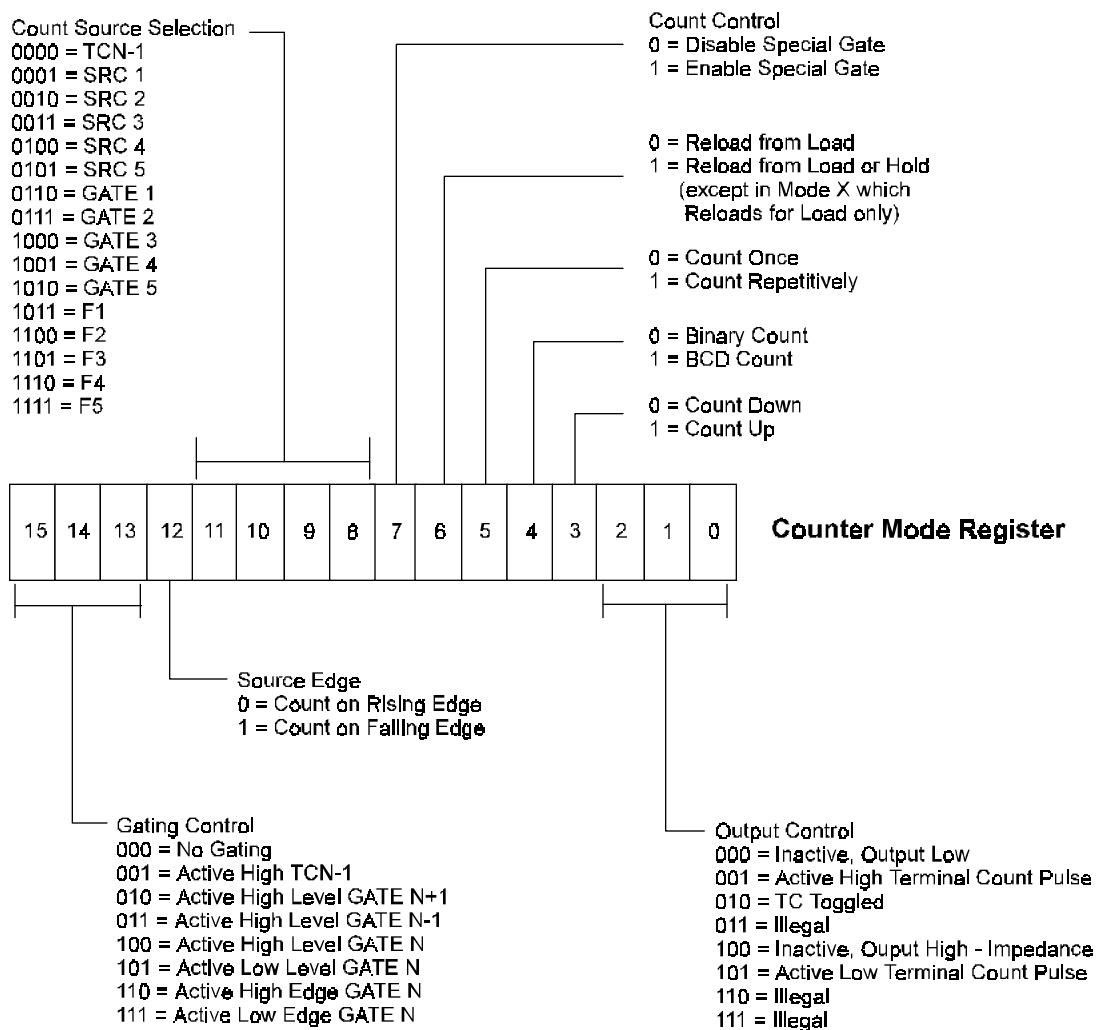 Count Source Selection
0000 = TCN-1
0001 = SRC 1
0010 = SRC 2
0011 = SRC 3
0100 = SRC 4
0101 = SRC 5
0110 = GATE 1
0111 = GATE 2
1000 = GATE 3
1001 = GATE 4
1010 = GATE 5
1011 = F1
1100 = F2
1101 = F3
1110 = F4
1111 = F5
Count Control
0 = Disable Special Gate
1 = Enable Special Gate
0 = Reload from Load
1 = Reload from Load or Hold
(except in Mode X which
Reloads for Load only)
0 = Count Once
1 = Count Repetitively
0 = Binary Count
1 = BCD Count
0 = Count Down
1 = Count Up
15 14 13 12 11 10 9 8 7 6 5 4 3 2 1 0
Counter Mode Register
Source Edge
0 = Count on Rising Edge
1 = Count on Falling Edge
Gating Control
000 = No Gating
001 = Active High TCN-1
010 = Active High Level GATE N+1
011 = Active High Level GATE N-1
100 = Active High Level GATE N
101 = Active Low Level GATE N
110 = Active High Edge GATE N
111 = Active Low Edge GATE N
Output Control
000 = Inactive, Output Low
001 = Active High Terminal Count Pulse
010 = TC Toggled
011 = Illegal
100 = Inactive, Ouput High - Impedance
101 = Active Low Terminal Count Pulse
110 = Illegal
111 = Illegal